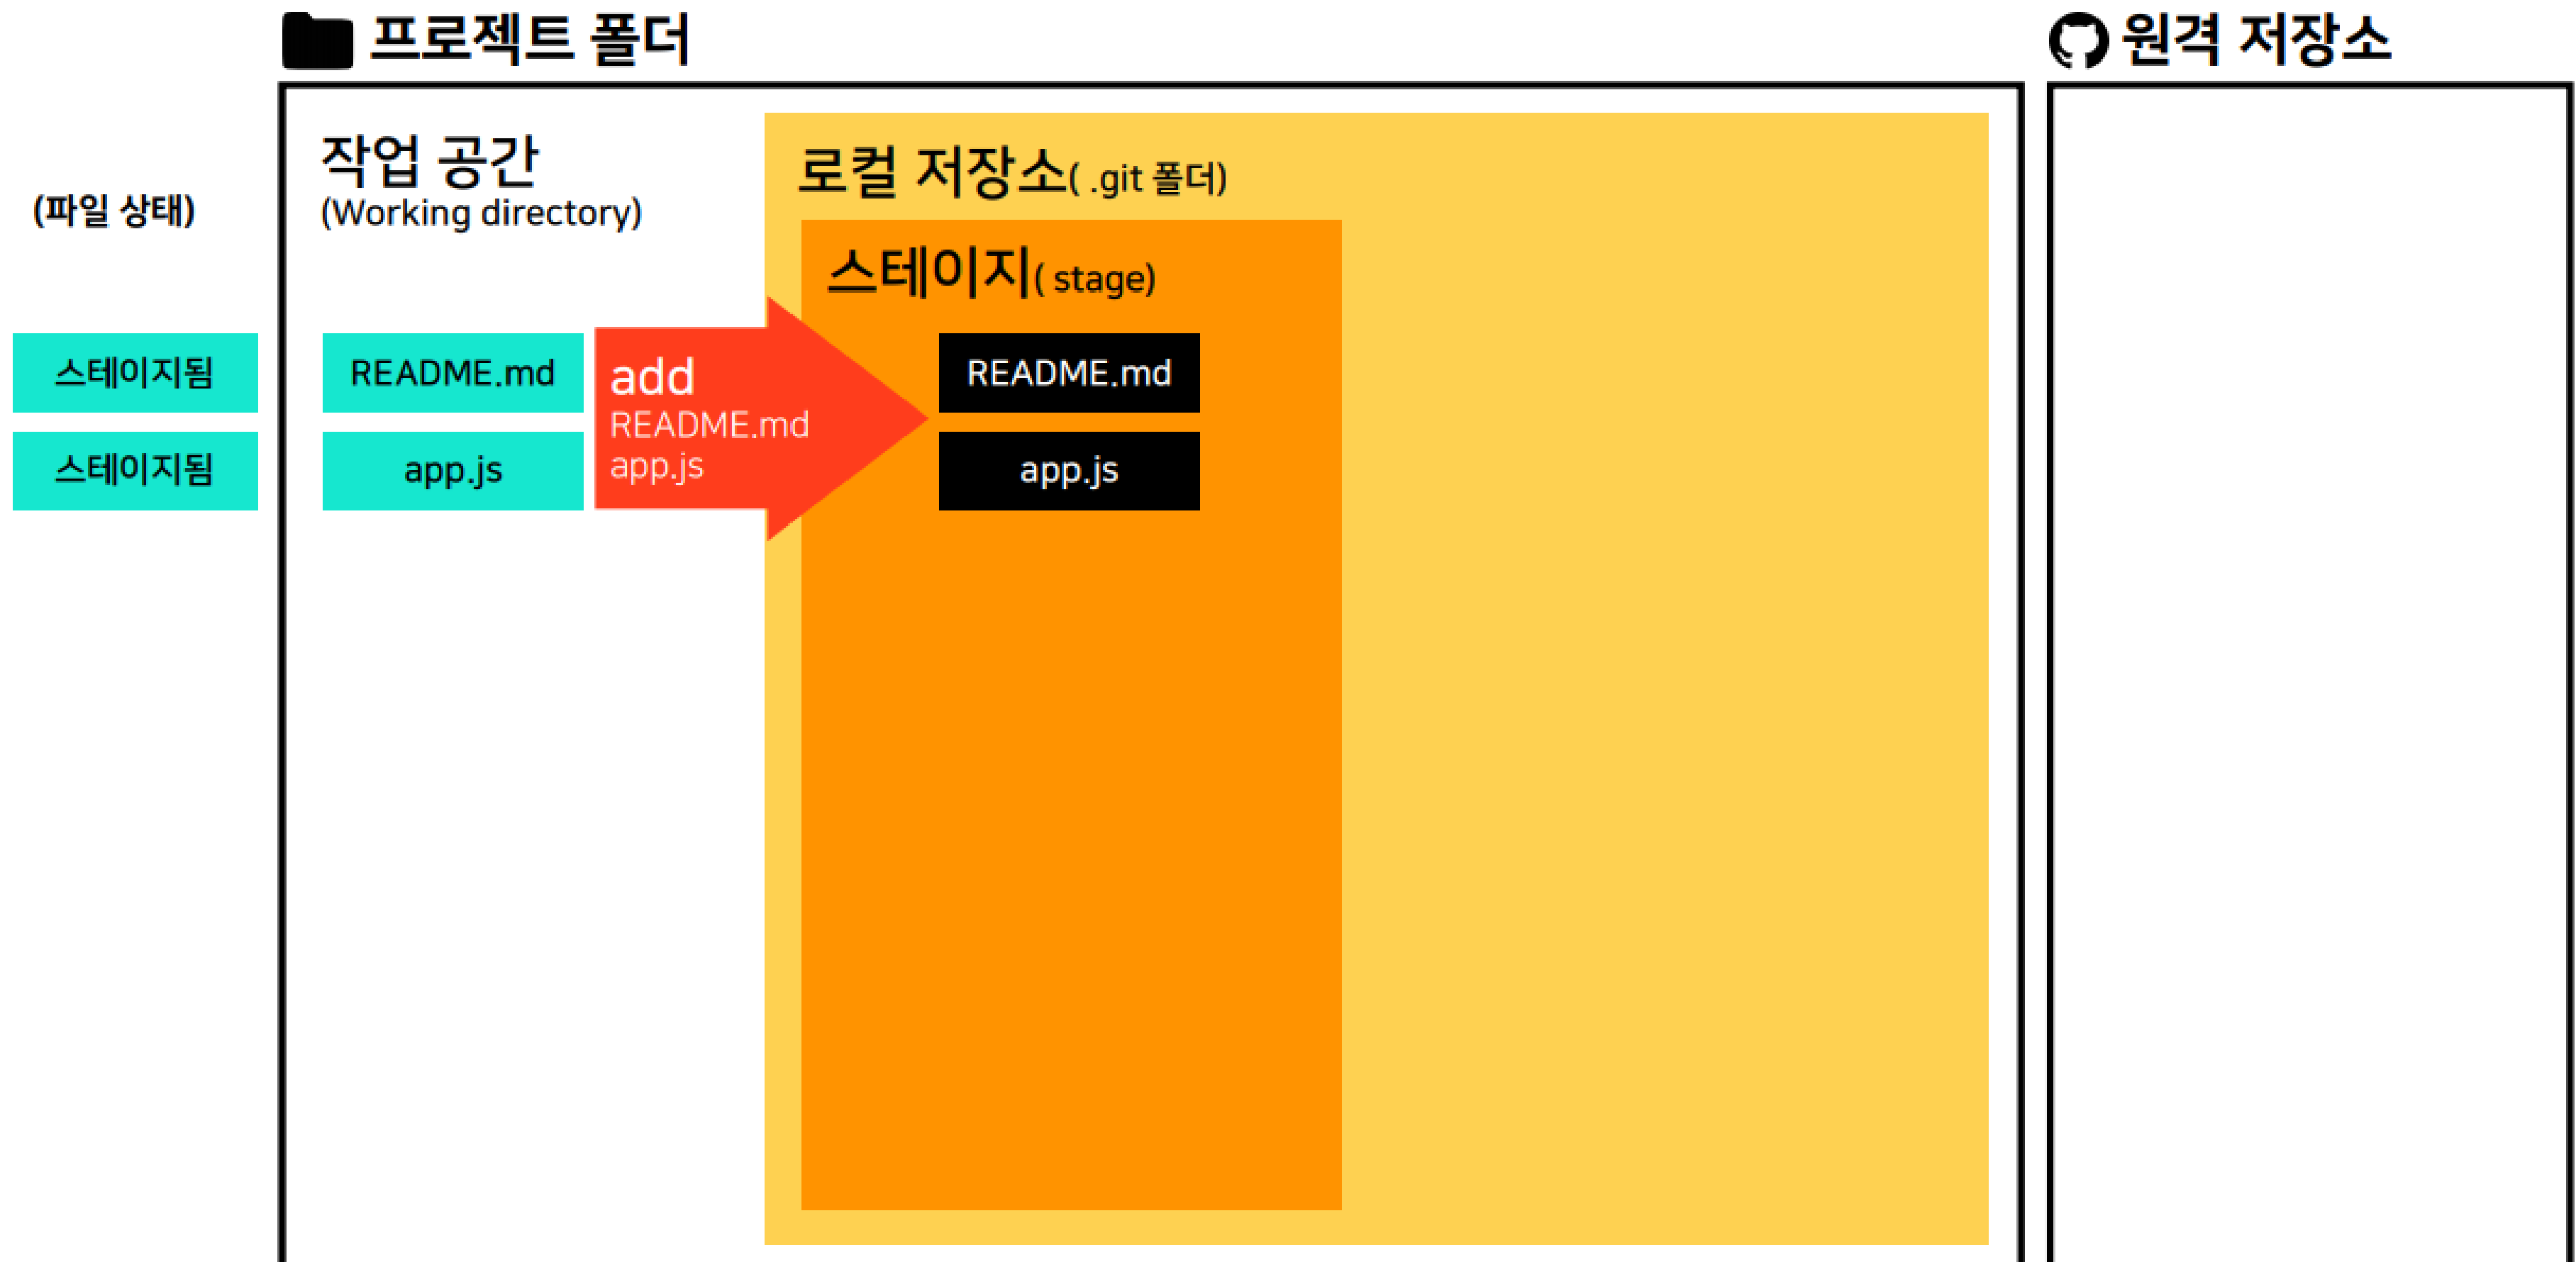 프로젝트 폴더
원격 저장소
(파일 상태)
작업 공간
(Working directory)
로컬 저장소( .git 폴더)
스테이지( stage)
스테이지됨
README.md
add
README.md
app.js
README.md
스테이지됨
app.js
app.js